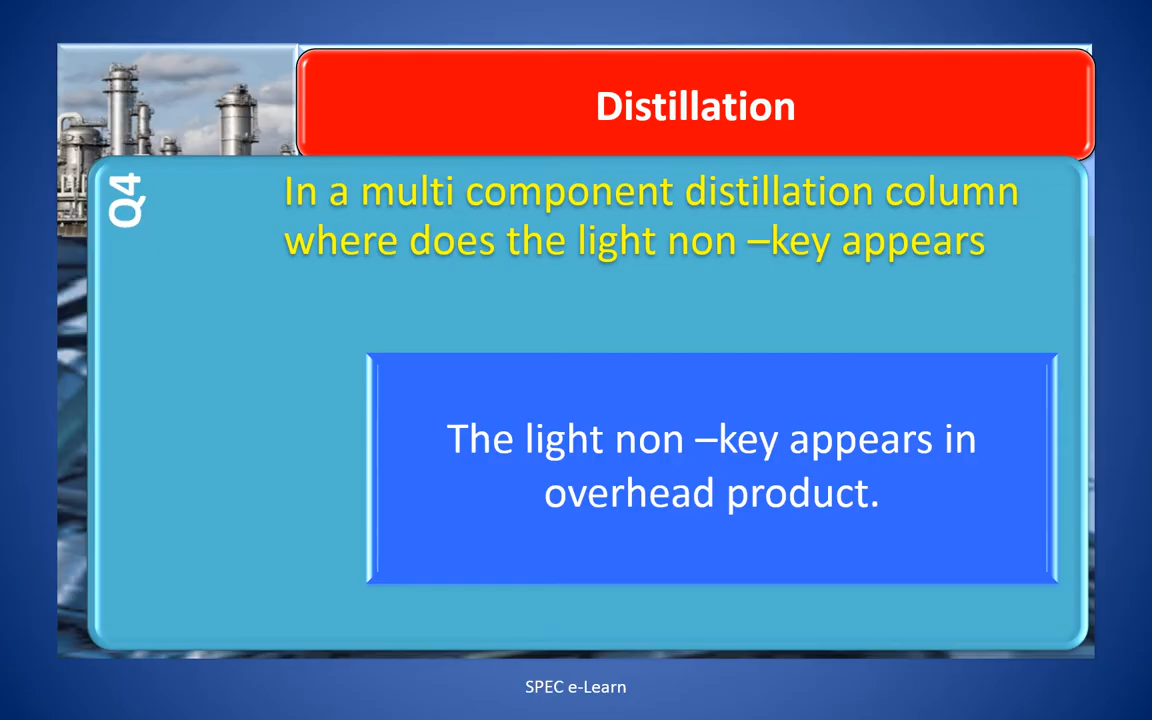 Distillation
Q4
In a multi component distillation column
where does the light non –key appears
The light non –key appears in
overhead product.
SPEC e-Learn